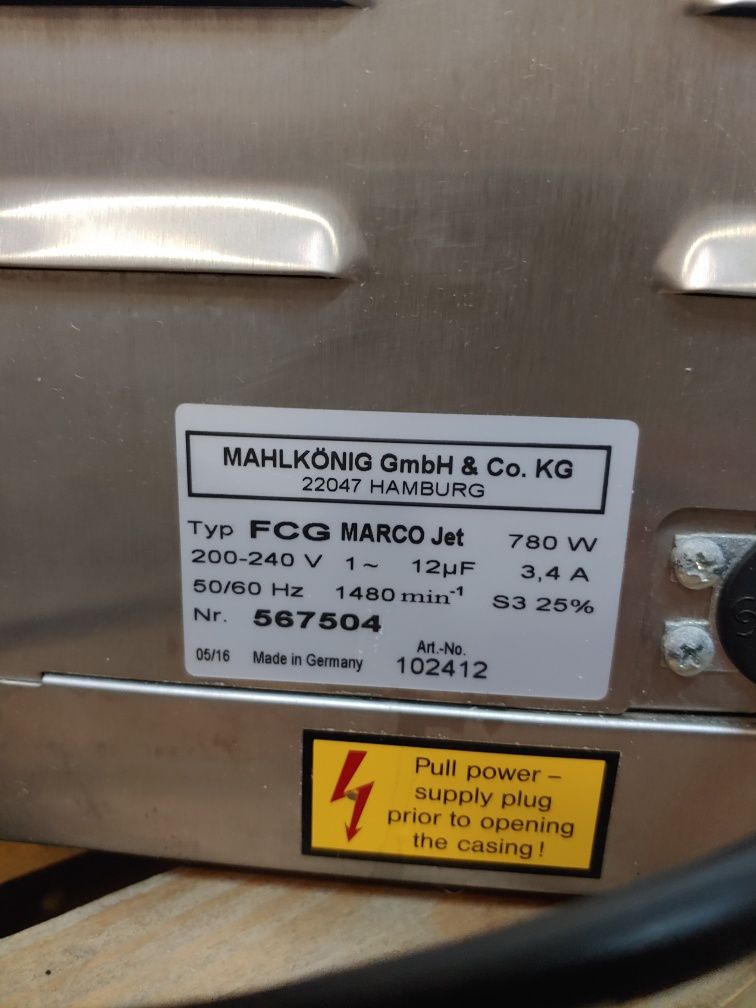 MAHLKÖNIG GmbH & Co. KG
22047 HAMBURG
Typ FCG MARCO Jet 780 W
200-240 V 1~ 12µF 3,4 A
50/60 Hz 1480 min⁻¹ S3 25%
Nr. 567504
05/16 Made in Germany Art.-No. 102412
Pull power –
supply plug
prior to opening
the casing!